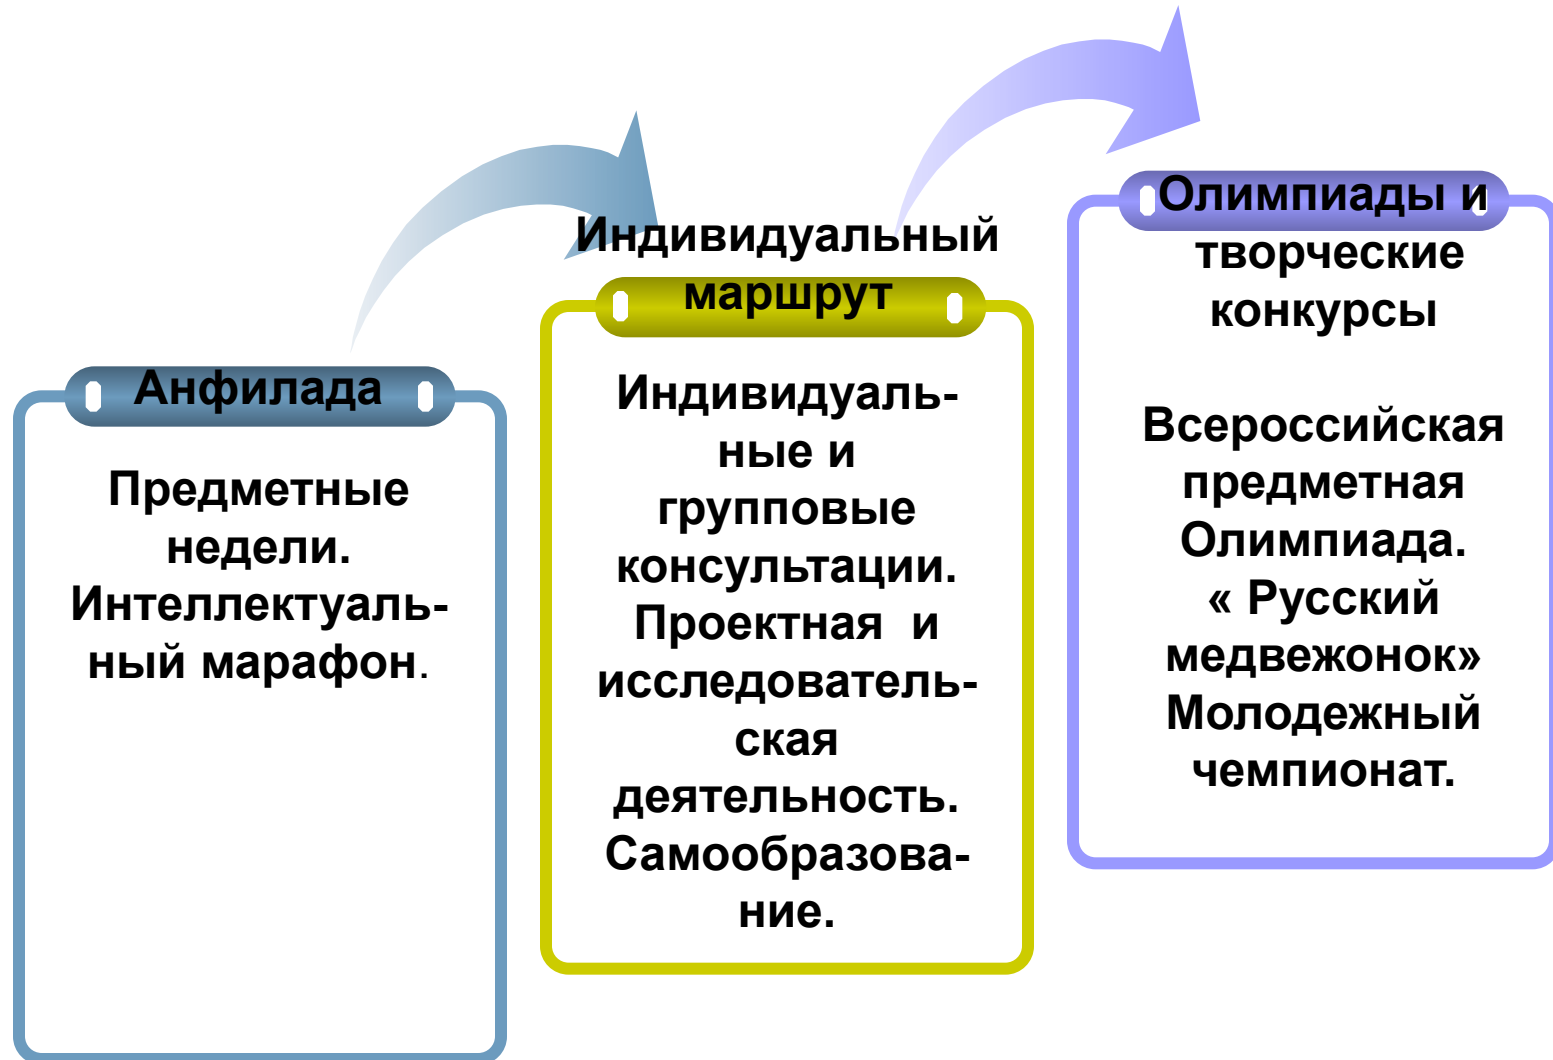 Анфилада
Предметные
недели.
Интеллектуаль-
ный марафон.
Индивидуальный
маршрут
Индивидуаль-
ные и
групповые
консультации.
Проектная  и
исследователь-
ская
деятельность.
Самообразова-
ние.
Олимпиады и
творческие
конкурсы
Всероссийская
предметная
Олимпиада.
« Русский
медвежонок»
Молодежный
чемпионат.